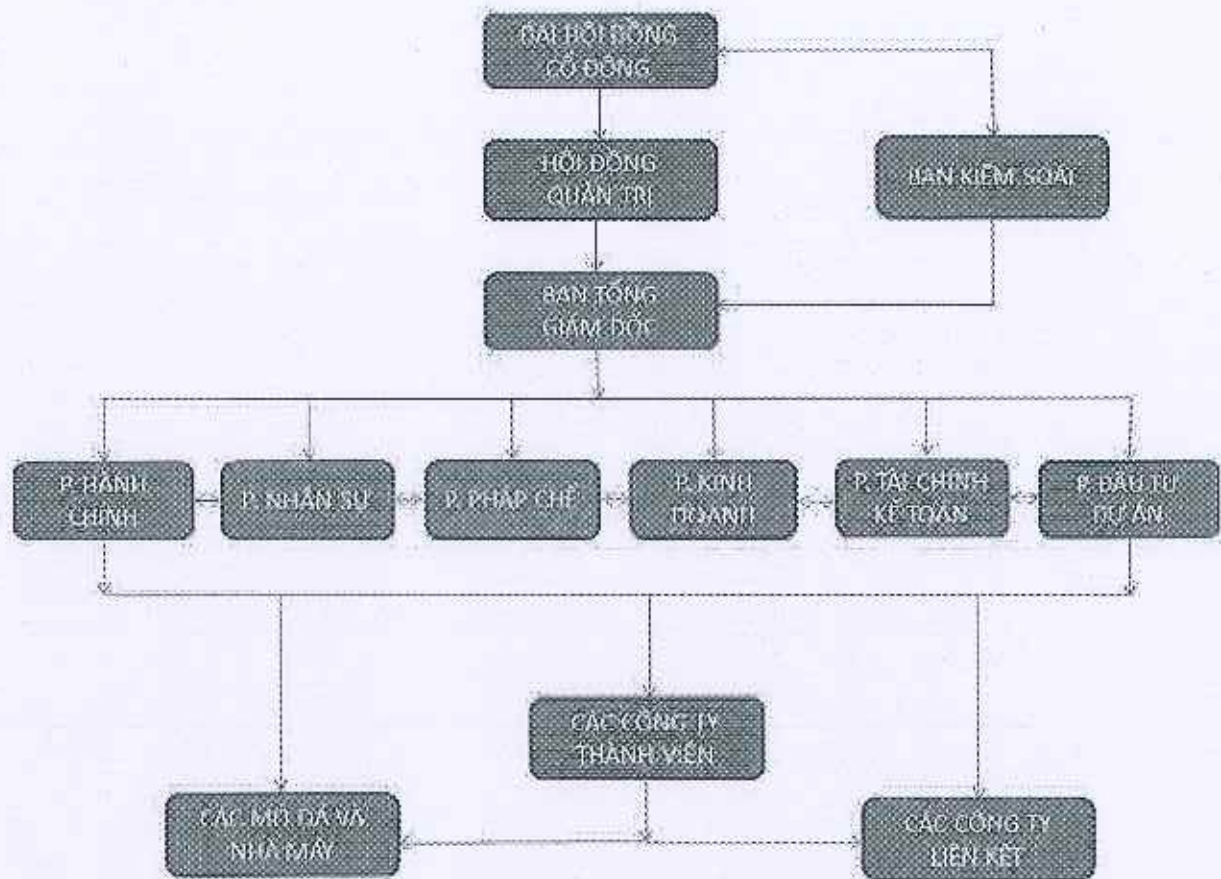 ĐẠI HỘI ĐỒNG
CỔ ĐÔNG
HỘI ĐỒNG
QUẢN TRỊ
BAN KIỂM SOÁT
BAN TỔNG
GIÁM ĐỐC
P. HÀNH
CHÍNH
P. NHÂN SỰ
P. PHÁP CHẾ
P. KINH
DOANH
P. TÀI CHÍNH
KẾ TOÁN
P. ĐẦU TƯ
DỰ ÁN
CÁC CÔNG TY
THÀNH VIÊN
CÁC MỎ ĐÁ VÀ
NHÀ MÁY
CÁC CÔNG TY
LIÊN KẾT